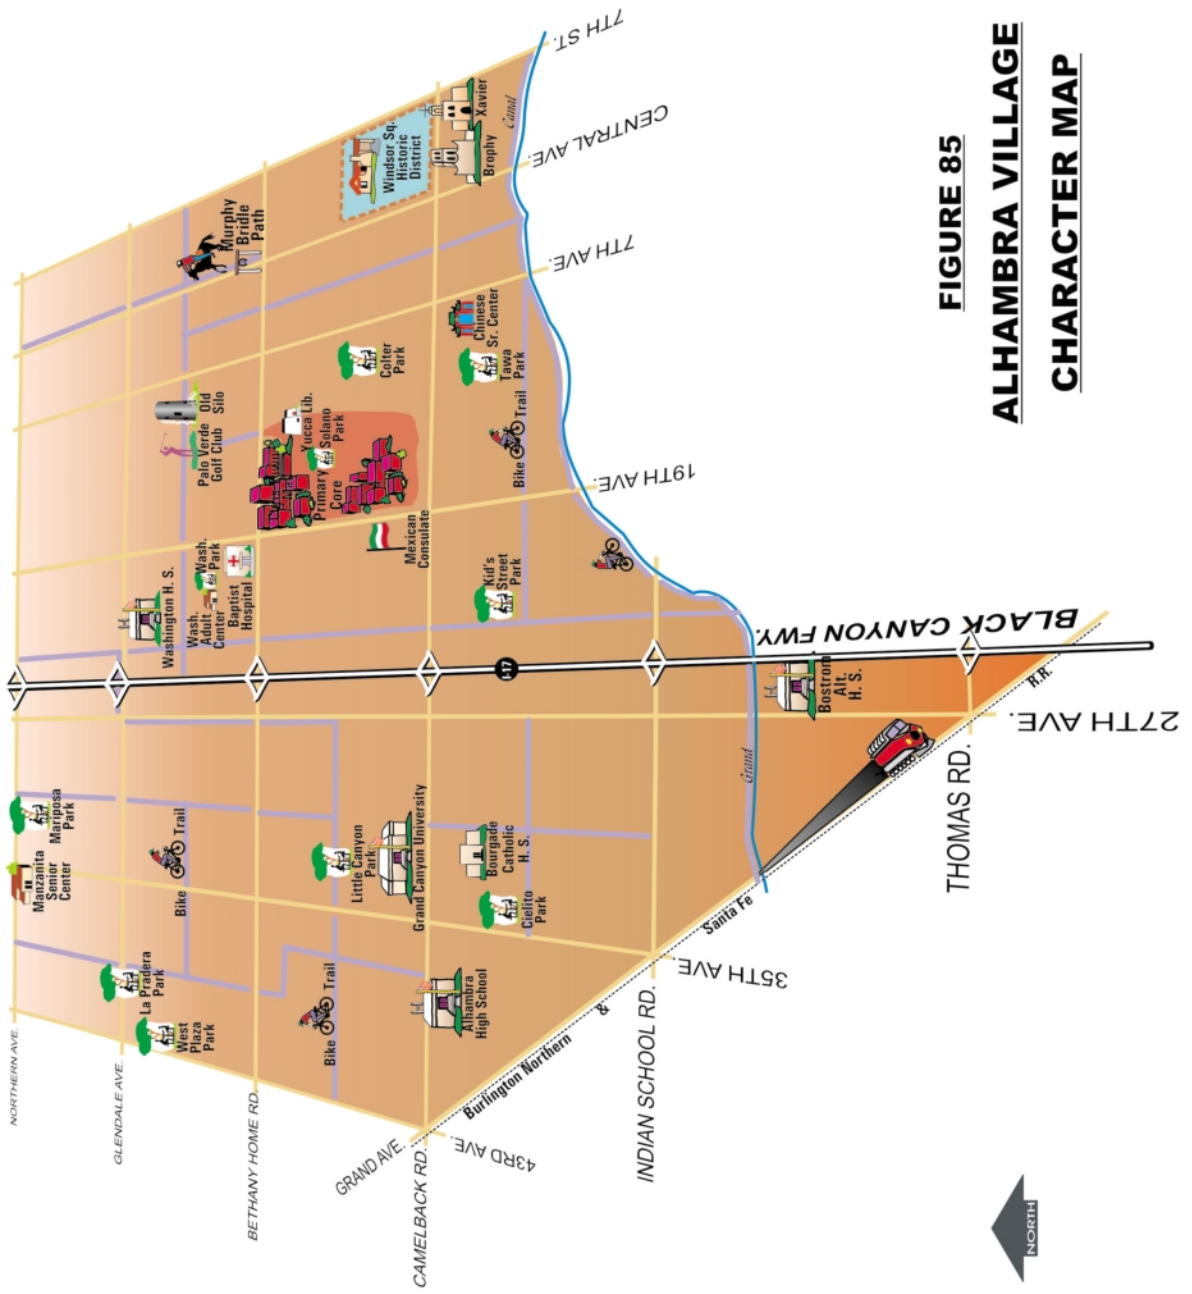 FIGURE 85
ALHAMBRA VILLAGE
CHARACTER MAP
NORTHERN AVE.
GLENDALE AVE.
BETHANY HOME RD.
GRAND AVE.
CAMELBACK RD.
INDIAN SCHOOL RD.
THOMAS RD.
43RD AVE.
35TH AVE
27TH AVE.
BLACK CANYON FWY.
I-17
19TH AVE.
7TH AVE.
CENTRAL AVE.
7TH ST.
Burlington Northern
&
Santa Fe
R.R.
Grand
Canal
Manzanita
Senior
Center
Mariposa
Park
La Pradera
Park
West
Plaza
Park
Bike
Trail
Bike
Trail
Little Canyon
Park
Grand Canyon University
Alhambra
High School
Cielito
Park
Bourgade
Catholic
H. S.
Bostrom
Alt.
H. S.
Washington H. S.
Wash.
Adult
Center
Wash.
Park
Baptist
Hospital
Palo Verde
Golf Club
Old
Silo
Murphy
Bridle
Path
Yucca Lib.
Solano
Park
Primary
Core
Mexican
Consulate
Colter
Park
Windsor Sq.
Historic
District
Brophy
Xavier
Chinese
Sr. Center
Tawa
Park
Bike
Trail
Kid's
Street
Park
NORTH